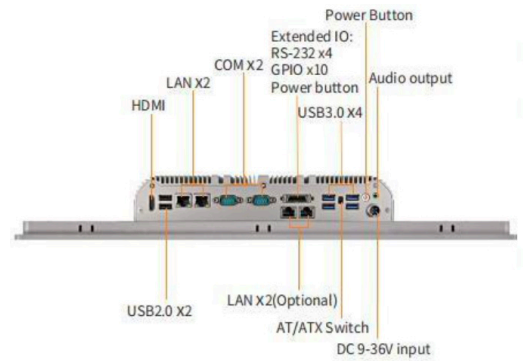 Power Button
Extended IO:
RS-232 x4
GPIO x10
Power button
COM X2
LAN X2
Audio output
HDMI
USB3.0 X4
USB2.0 X2
LAN X2(Optional)
AT/ATX Switch
DC 9-36V input